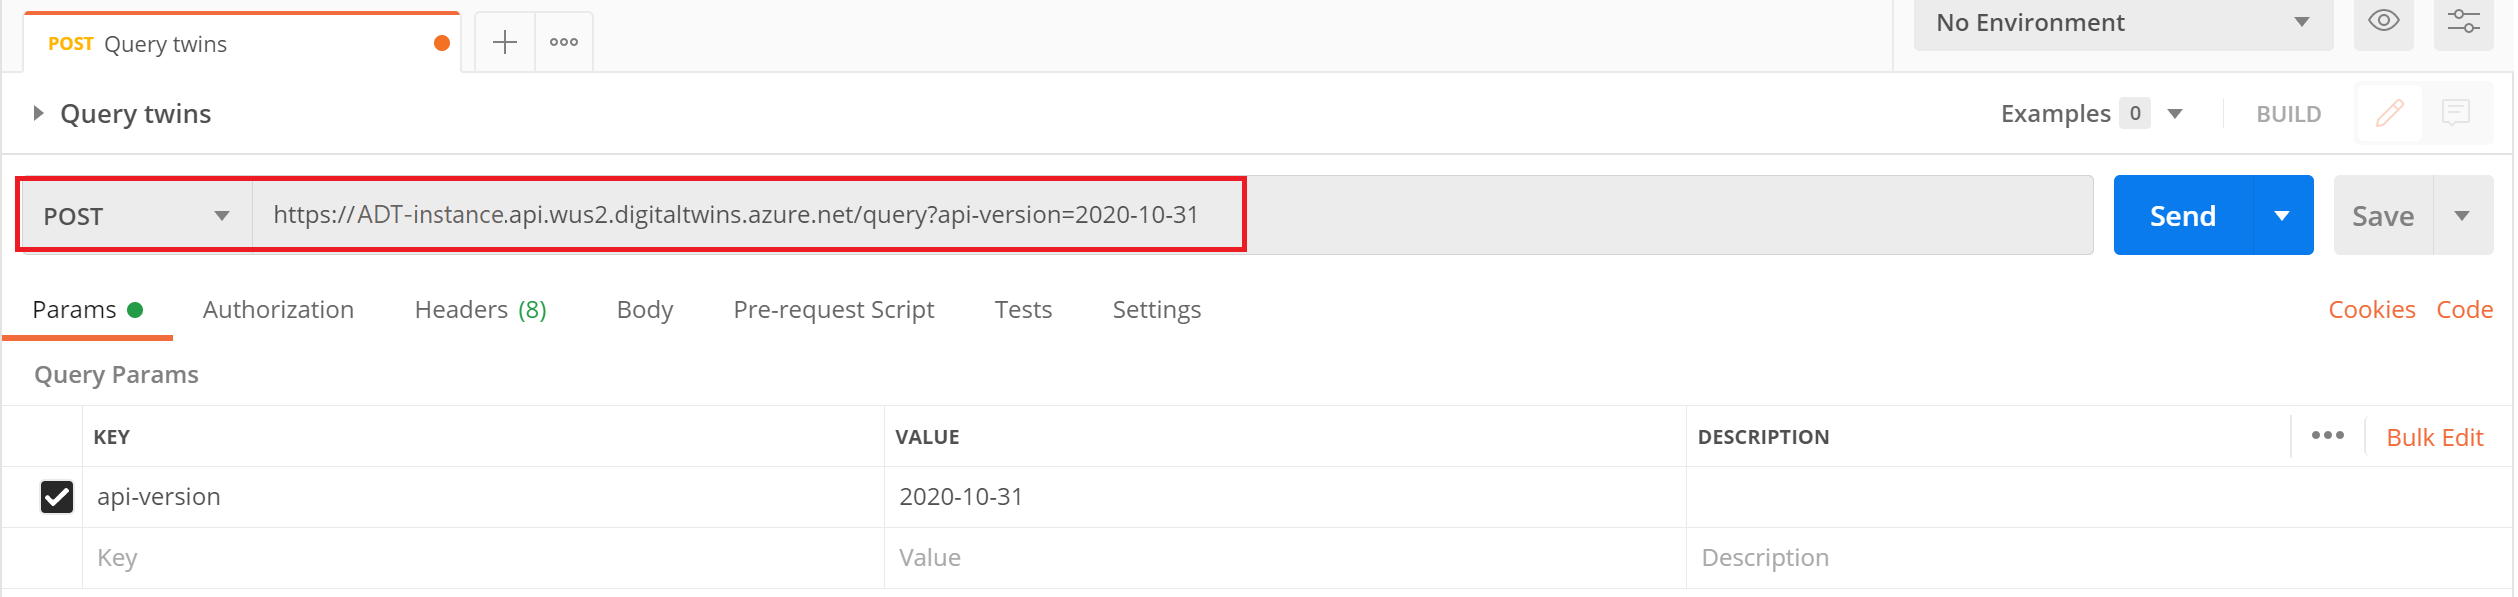 POST Query twins
No Environment
Query twins
Examples 0
BUILD
POST
https://ADT-instance.api.wus2.digitaltwins.azure.net/query?api-version=2020-10-31
Send
Save
Params
Authorization
Headers (8)
Body
Pre-request Script
Tests
Settings
Cookies
Code
Query Params
KEY
VALUE
DESCRIPTION
Bulk Edit
api-version
2020-10-31
Key
Value
Description